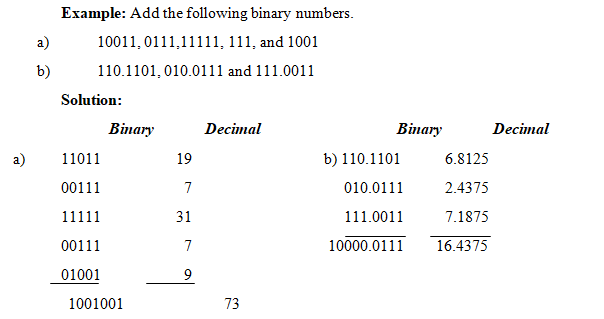 Example: Add the following binary numbers.
a) 10011, 0111,11111, 111, and 1001
b) 110.1101, 010.0111 and 111.0011
Solution:
Binary Decimal Binary Decimal
a) 11011 19 b) 110.1101 6.8125
00111 7 010.0111 2.4375
11111 31 111.0011 7.1875
00111 7 10000.0111 16.4375
01001 9
1001001 73